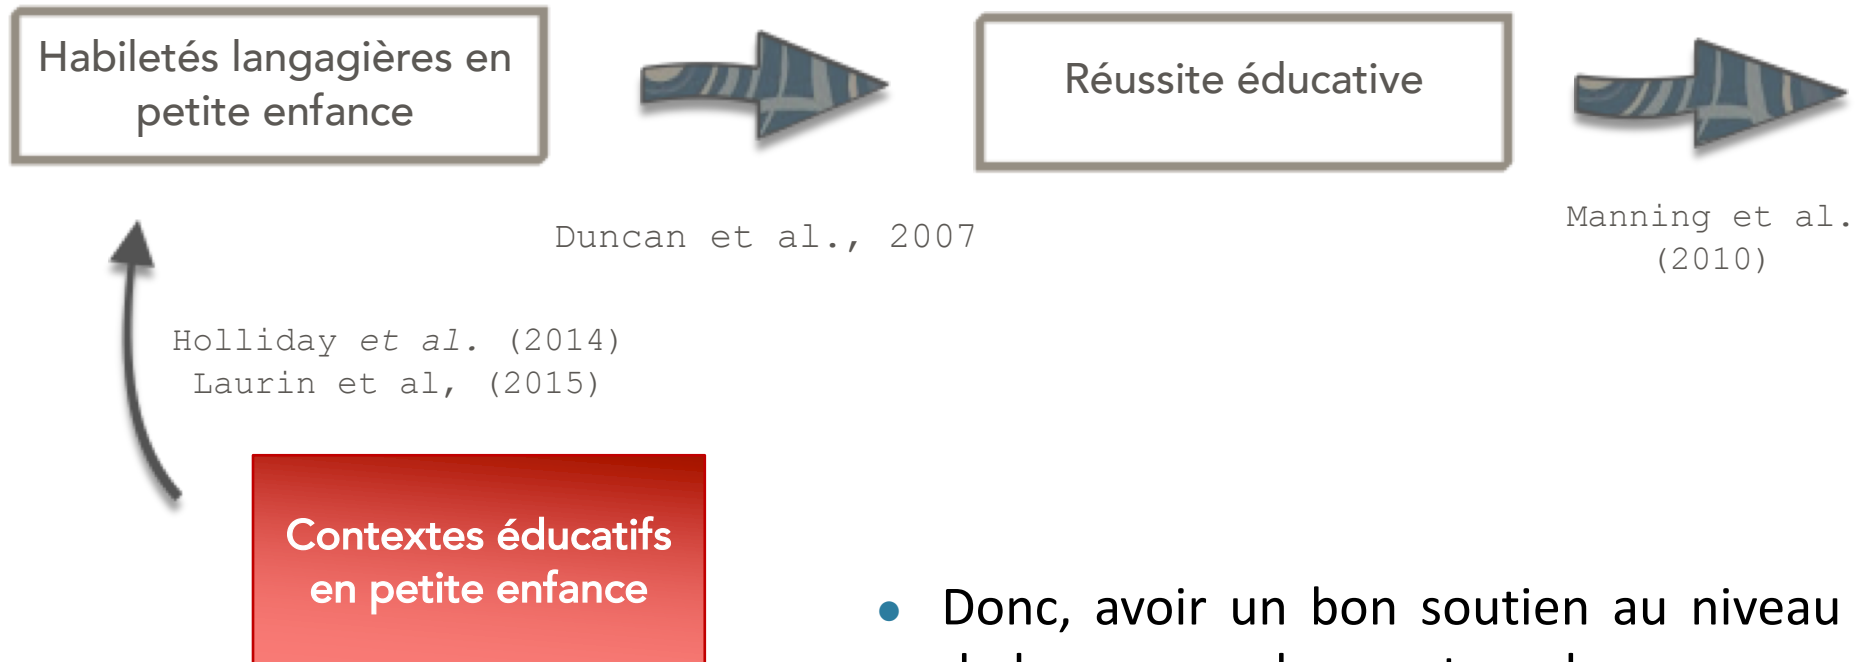 Habiletés langagières en
petite enfance
Réussite éducative
Duncan et al., 2007
Manning et al.
(2010)
Holliday et al. (2014)
Laurin et al, (2015)
Contextes éducatifs
en petite enfance
Donc, avoir un bon soutien au niveau